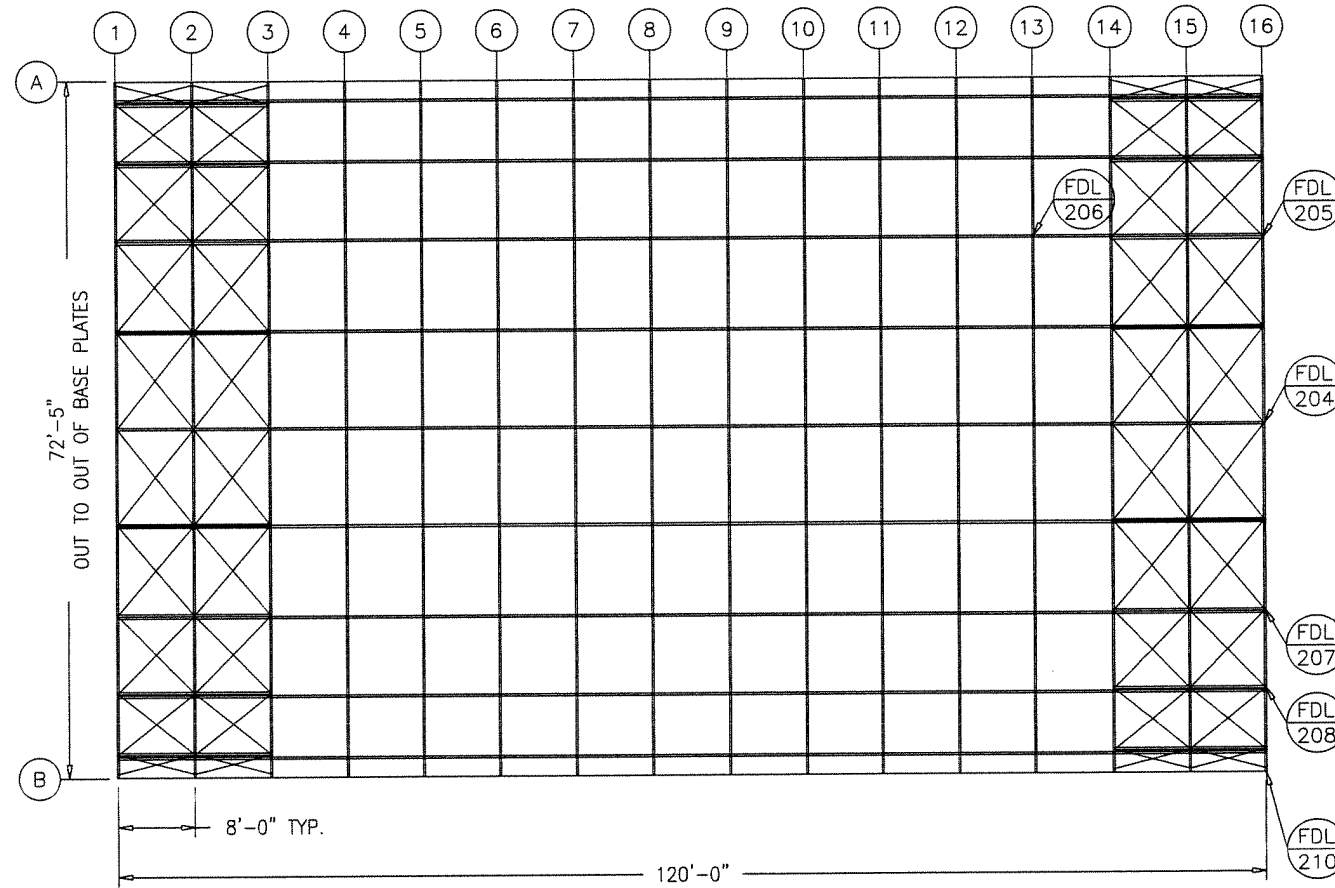 1 2 3 4 5 6 7 8 9 10 11 12 13 14 15 16
A
FDL
206
FDL
205
72'-5"
OUT TO OUT OF BASE PLATES
FDL
204
FDL
207
FDL
208
B
8'-0" TYP.
FDL
210
120'-0"